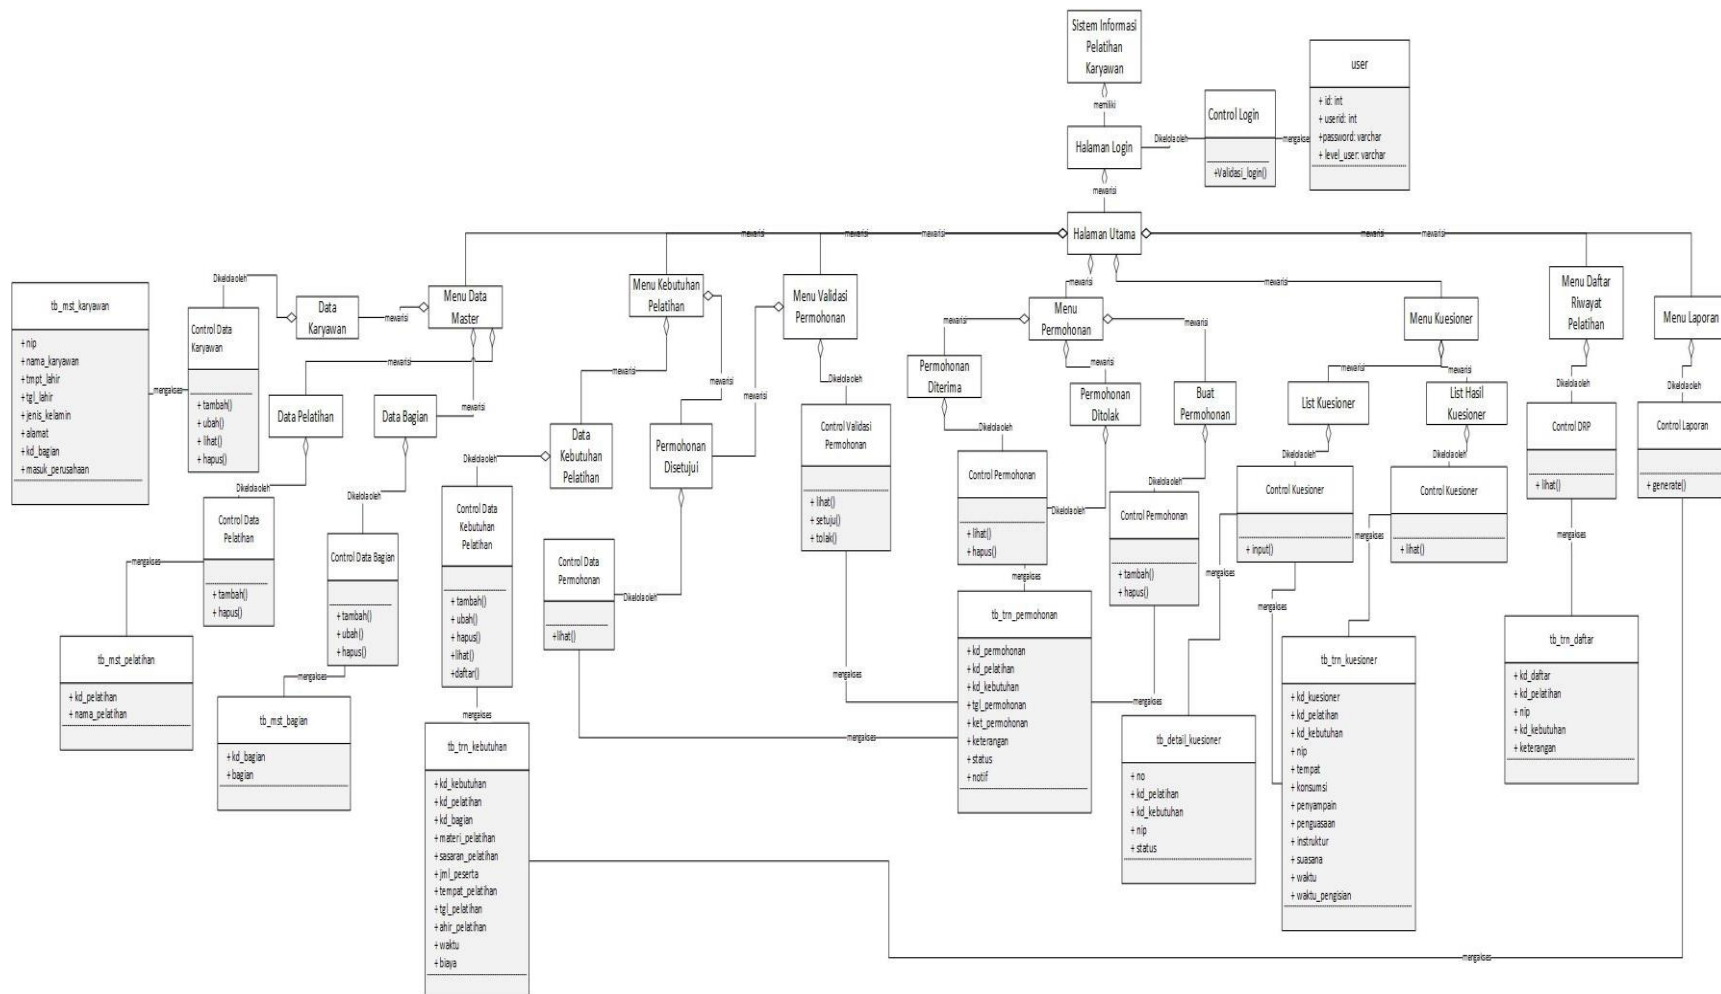 Sistem Informasi
Pelatihan
Karyawan
memiliki
Halaman Login
Dikelola oleh
Control Login
+Validasi_login()
mengakses
user
+ id: int
+ userid: int
+password: varchar
+ level_user: varchar
mewarisi
Halaman Utama
mewarisi
mewarisi
mewarisi
mewarisi
mewarisi
mewarisi
mewarisi
mewarisi
tb_mst_karyawan
+ nip
+ nama_karyawan
+ tmpt_lahir
+ tgl_lahir
+ jenis_kelamin
+ alamat
+ kd_bagian
+ masuk_perusahaan
mengakses
Dikelola oleh
Control Data
Karyawan
+ tambah()
+ ubah()
+ lihat()
+ hapus()
Data
Karyawan
mewarisi
Menu Data
Master
mewarisi
mewarisi
Data Pelatihan
Data Bagian
Dikelola oleh
Control Data
Pelatihan
+ tambah()
+ hapus()
mengakses
tb_mst_pelatihan
+ kd_pelatihan
+ nama_pelatihan
Dikelola oleh
Control Data Bagian
+ tambah()
+ ubah()
+ hapus()
mengakses
tb_mst_bagian
+ kd_bagian
+ bagian
Menu Kebutuhan
Pelatihan
mewarisi
mewarisi
Data
Kebutuhan
Pelatihan
Permohonan
Disetujui
Dikelola oleh
Control Data
Kebutuhan
Pelatihan
+ tambah()
+ ubah()
+ hapus()
+lihat()
+daftar()
mengakses
tb_trn_kebutuhan
+ kd_kebutuhan
+ kd_pelatihan
+ kd_bagian
+ materi_pelatihan
+ sasaran_pelatihan
+ jml_peserta
+ tempat_pelatihan
+ tgl_pelatihan
+ ahir_pelatihan
+ waktu
+ biaya
Dikelola oleh
Control Data
Permohonan
+lihat()
mengakses
Menu Validasi
Permohonan
mewarisi
Dikelola oleh
Control Validasi
Permohonan
+ lihat()
+ setuju()
+ tolak()
mengakses
Menu
Permohonan
mewarisi
mewarisi
mewarisi
Permohonan
Diterima
Permohonan
Ditolak
Buat
Permohonan
Dikelola oleh
Control Permohonan
+ lihat()
+ hapus()
Dikelola oleh
mengakses
Dikelola oleh
Control Permohonan
+ tambah()
+ hapus()
mengakses
tb_trn_permohonan
+ kd_permohonan
+ kd_pelatihan
+ kd_kebutuhan
+ tgl_permohonan
+ ket_permohonan
+ keterangan
+ status
+ notif
Menu Kuesioner
mewarisi
mewarisi
List Kuesioner
List Hasil
Kuesioner
Dikelola oleh
Control Kuesioner
+ input()
mengakses
mengakses
Dikelola oleh
Control Kuesioner
+ lihat()
mengakses
tb_detail_kuesioner
+ no
+ kd_pelatihan
+ kd_kebutuhan
+ nip
+ status
tb_trn_kuesioner
+ kd_kuesioner
+ kd_pelatihan
+ kd_kebutuhan
+ nip
+ tempat
+ konsumsi
+ penyampain
+ penguasaan
+ instruktur
+ suasana
+ waktu
+ waktu_pengisian
Menu Daftar
Riwayat
Pelatihan
Dikelola oleh
Control DRP
+ lihat()
mengakses
tb_trn_daftar
+ kd_daftar
+ kd_pelatihan
+ nip
+ kd_kebutuhan
+ keterangan
Menu Laporan
Dikelola oleh
Control Laporan
+ generate()
mengakses